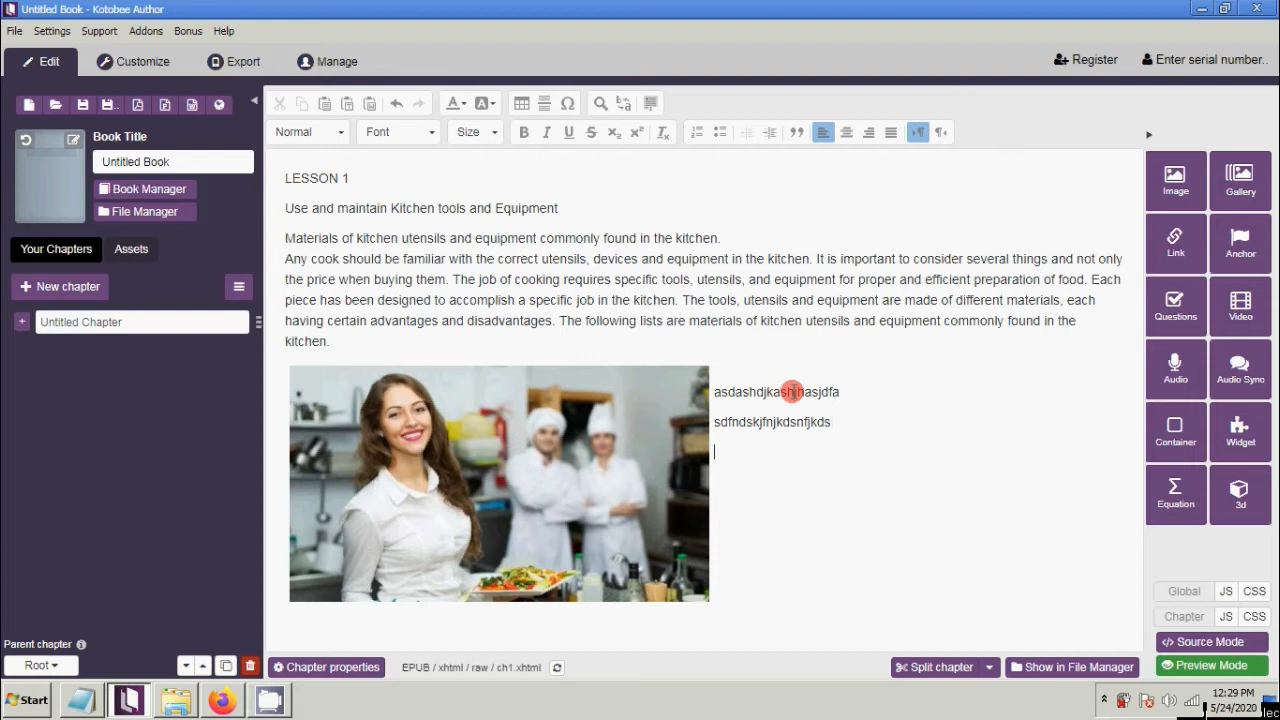 Untitled Book - Kotobee Author
File Settings Support Addons Bonus Help
Edit Customize Export Manage Register Enter serial number..
Book Title
Untitled Book
Book Manager
File Manager
Your Chapters Assets
New chapter
Untitled Chapter
Parent chapter
Root
Normal Font Size
LESSON 1
Use and maintain Kitchen tools and Equipment
Materials of kitchen utensils and equipment commonly found in the kitchen.
Any cook should be familiar with the correct utensils, devices and equipment in the kitchen. It is important to consider several things and not only
the price when buying them. The job of cooking requires specific tools, utensils, and equipment for proper and efficient preparation of food. Each
piece has been designed to accomplish a specific job in the kitchen. The tools, utensils and equipment are made of different materials, each
having certain advantages and disadvantages. The following lists are materials of kitchen utensils and equipment commonly found in the
kitchen.
sdfndskjfnjkdsnfjkds
Chapter properties EPUB / xhtml / raw / ch1.xhtml Split chapter Show in File Manager
Image Gallery
Link Anchor
Questions Video
Audio Audio Sync
Container Widget
Equation 3d
Global JS CSS
Chapter JS CSS
Source Mode
Preview Mode
Start
12:29 PM
5/24/2020